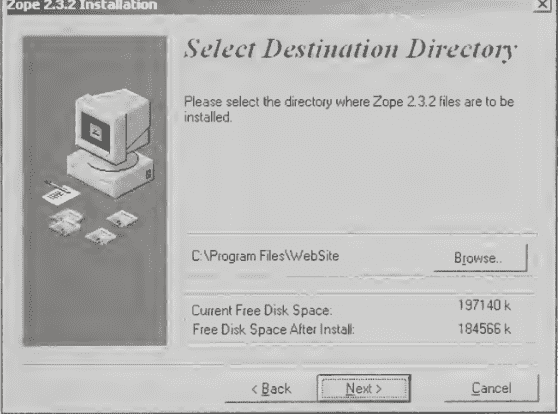 Zope 2.3.2 Installation
Select Destination Directory
Please select the directory where Zope 2.3.2 files are to be
installed.
C:\Program Files\WebSite
Browse..
Current Free Disk Space: 197140 k
Free Disk Space After Install: 184566 k
< Back Next > Cancel